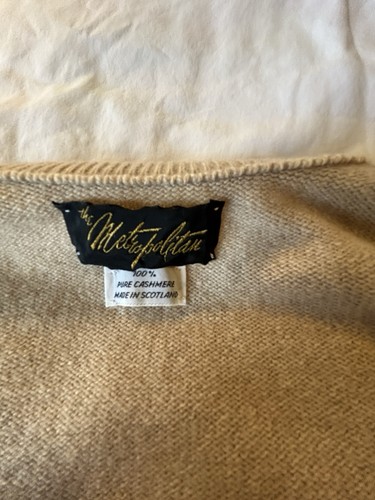 the Metropolitan
100%
PURE CASHMERE
MADE IN SCOTLAND